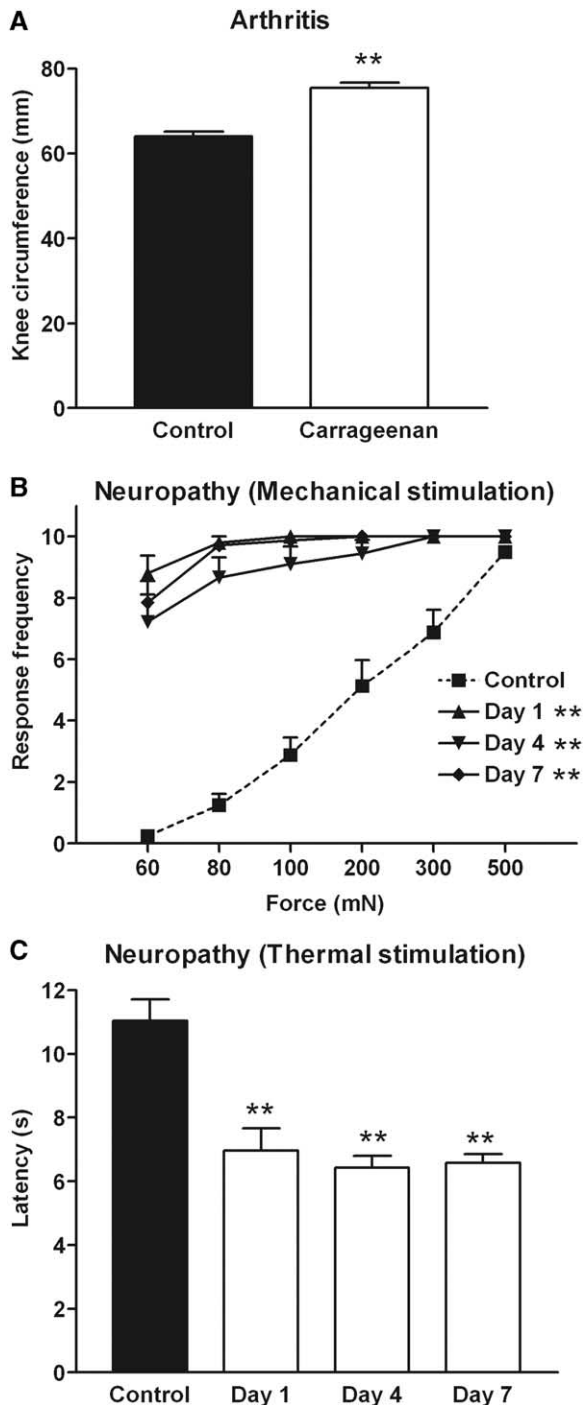 A
Arthritis
Knee circumference (mm)
80
60
40
20
0
**
Control Carrageenan
B
Neuropathy (Mechanical stimulation)
Response frequency
10
8
6
4
2
0
Control
Day 1 **
Day 4 **
Day 7 **
60 80 100 200 300 500
Force (mN)
C
Neuropathy (Thermal stimulation)
Latency (s)
12
10
8
6
4
2
0
** ** **
Control Day 1 Day 4 Day 7